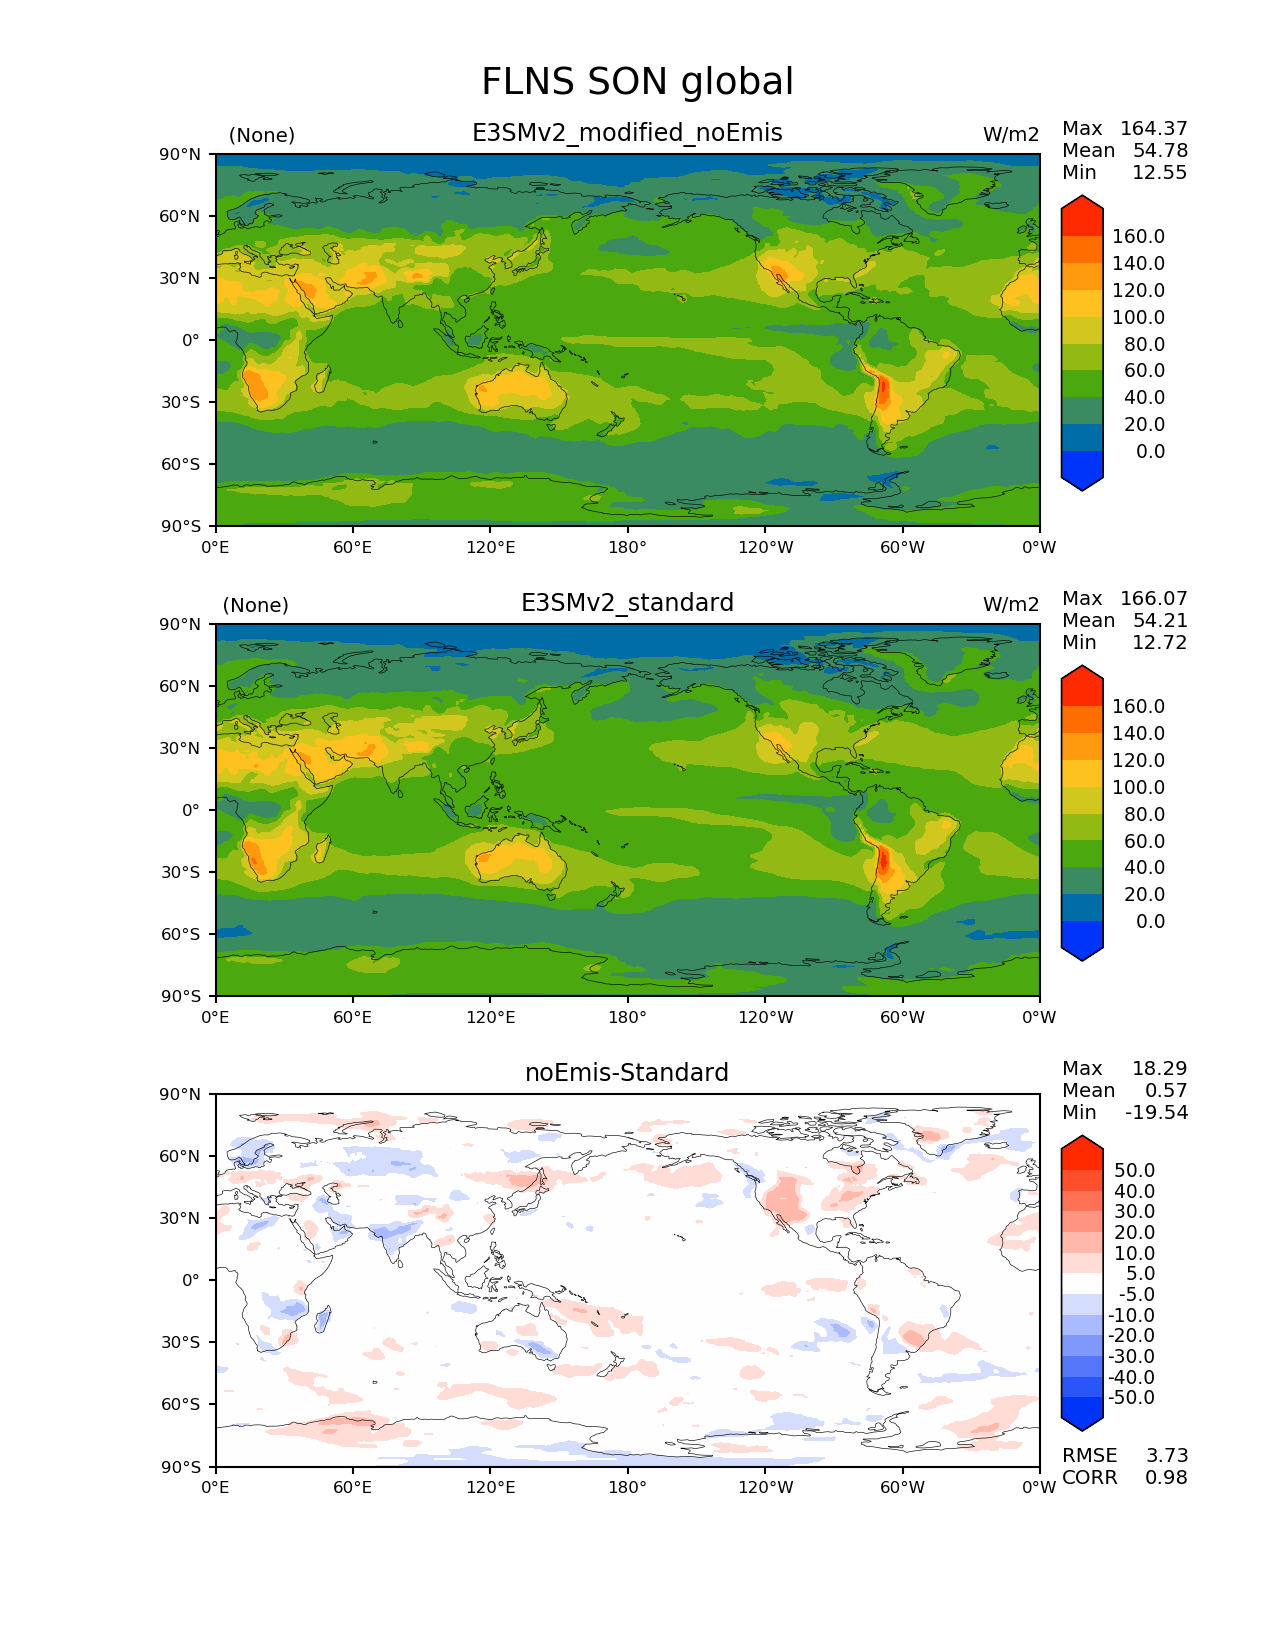 FLNS SON global
(None) E3SMv2_modified_noEmis W/m2
Max 164.37
Mean 54.78
Min 12.55
90°N
60°N
30°N
0°
30°S
60°S
90°S
0°E 60°E 120°E 180° 120°W 60°W 0°W
160.0
140.0
120.0
100.0
80.0
60.0
40.0
20.0
0.0
(None) E3SMv2_standard W/m2
Max 166.07
Mean 54.21
Min 12.72
90°N
60°N
30°N
0°
30°S
60°S
90°S
0°E 60°E 120°E 180° 120°W 60°W 0°W
160.0
140.0
120.0
100.0
80.0
60.0
40.0
20.0
0.0
noEmis-Standard
Max 18.29
Mean 0.57
Min -19.54
90°N
60°N
30°N
0°
30°S
60°S
90°S
0°E 60°E 120°E 180° 120°W 60°W 0°W
50.0
40.0
30.0
20.0
10.0
5.0
-5.0
-10.0
-20.0
-30.0
-40.0
-50.0
RMSE 3.73
CORR 0.98